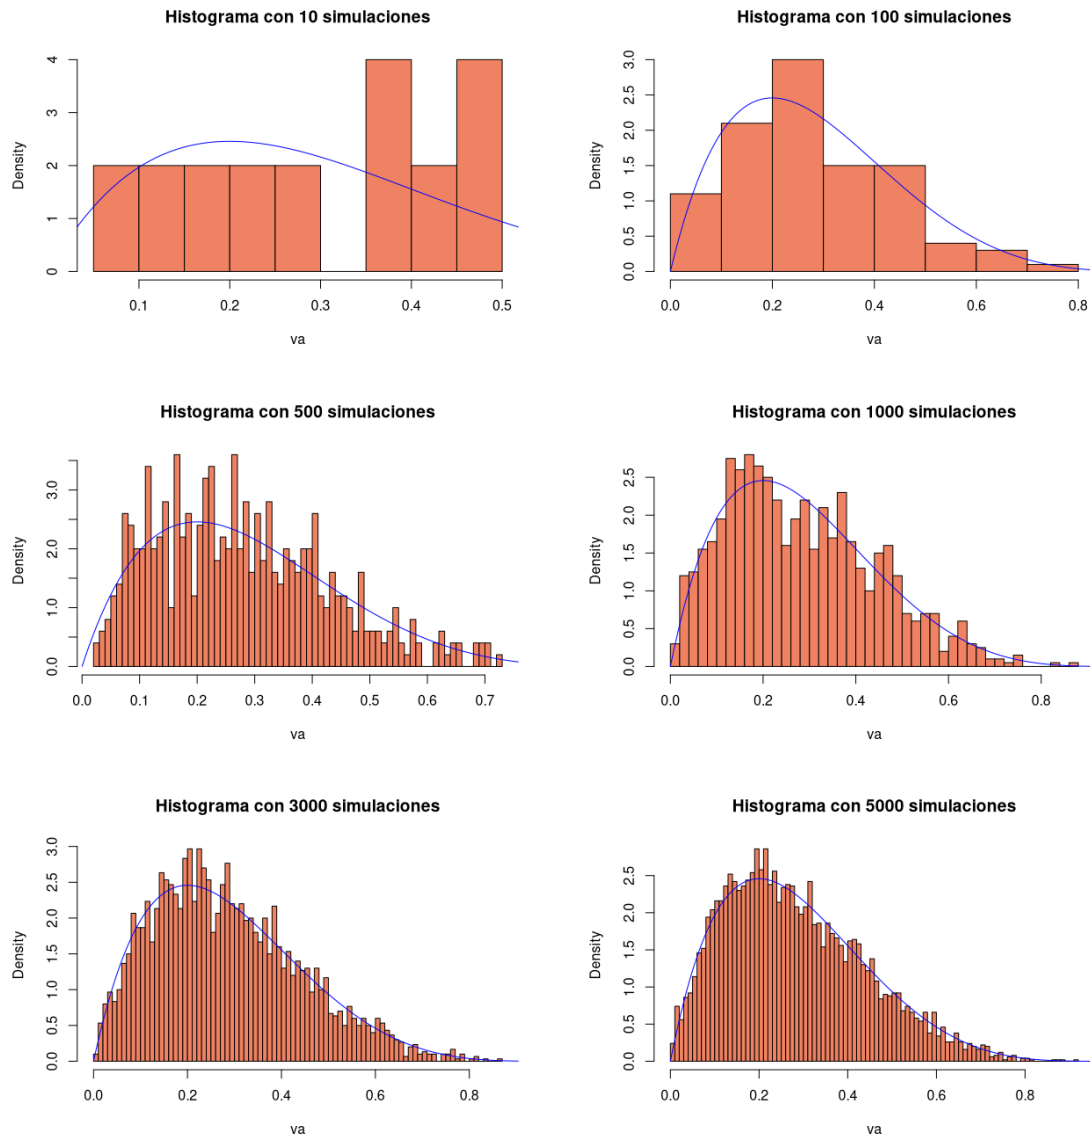 Histograma con 10 simulaciones
Density
0 1 2 3 4
0.1 0.2 0.3 0.4 0.5
va
Histograma con 100 simulaciones
Density
0.0 0.5 1.0 1.5 2.0 2.5 3.0
0.0 0.2 0.4 0.6 0.8
va
Histograma con 500 simulaciones
Density
0.0 1.0 2.0 3.0
0.0 0.1 0.2 0.3 0.4 0.5 0.6 0.7
va
Histograma con 1000 simulaciones
Density
0.0 0.5 1.0 1.5 2.0 2.5
0.0 0.2 0.4 0.6 0.8
va
Histograma con 3000 simulaciones
Density
0.0 0.5 1.0 1.5 2.0 2.5 3.0
0.0 0.2 0.4 0.6 0.8
va
Histograma con 5000 simulaciones
Density
0.0 0.5 1.0 1.5 2.0 2.5
0.0 0.2 0.4 0.6 0.8
va